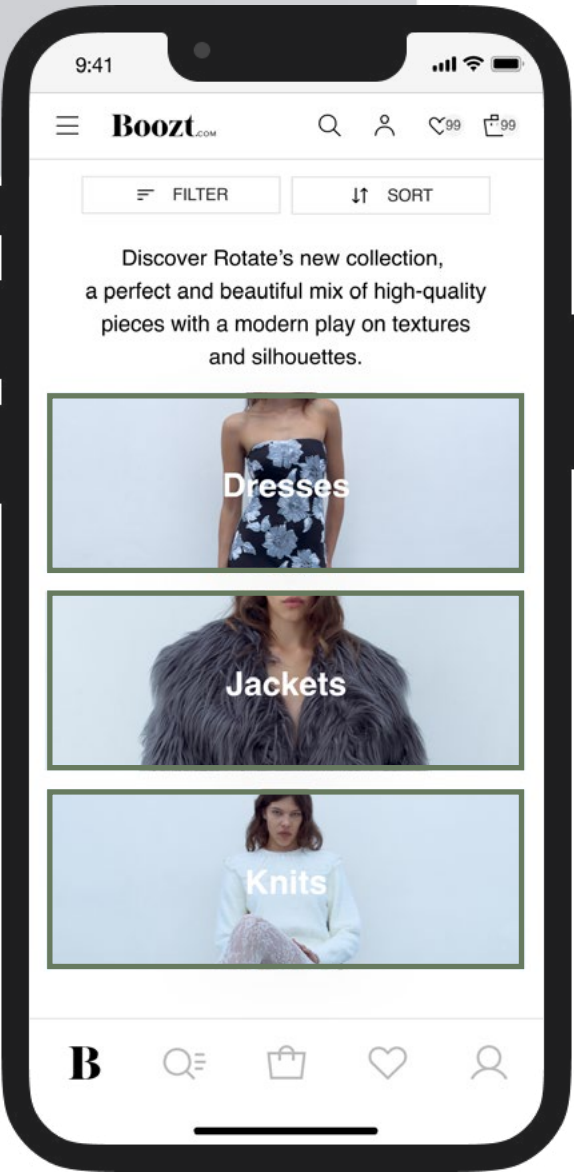 9:41
Boozt.COM
99
99
FILTER
SORT
Discover Rotate’s new collection,
a perfect and beautiful mix of high-quality
pieces with a modern play on textures
and silhouettes.
Dresses
Jackets
Knits
B